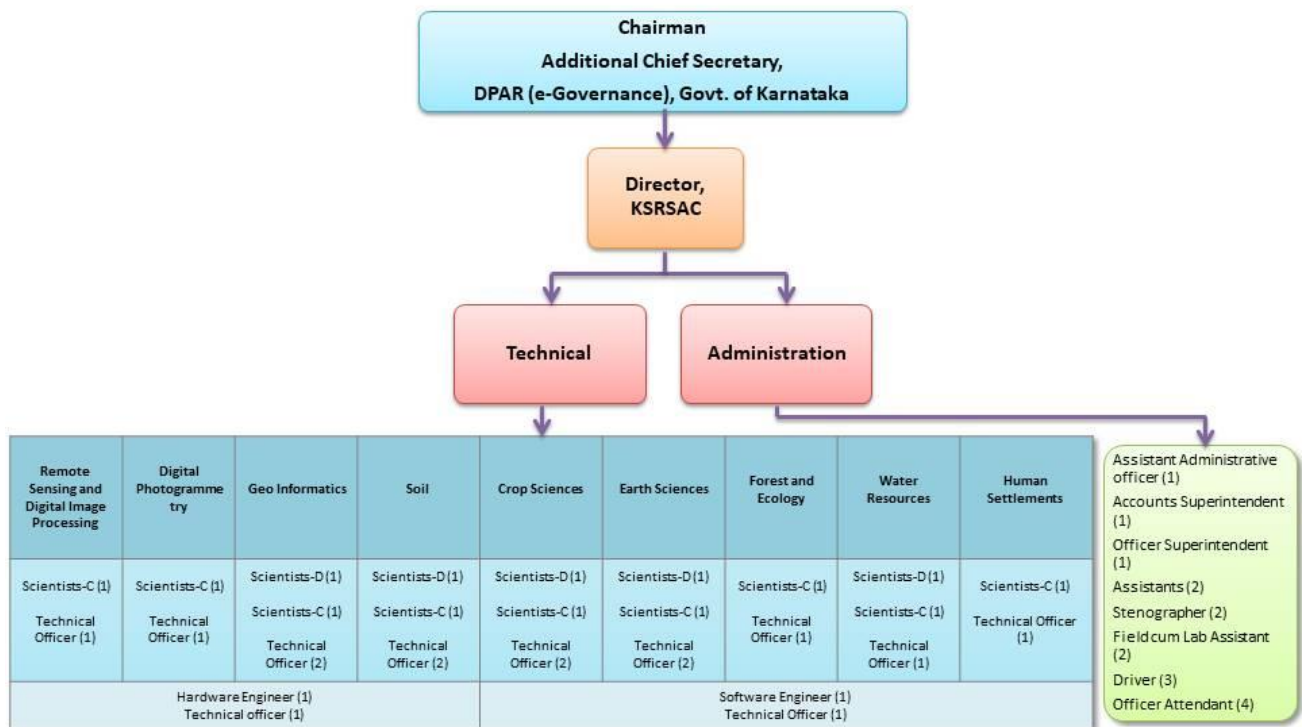 Chairman
Additional Chief Secretary,
DPAR (e-Governance), Govt. of Karnataka
Director,
KSRSAC
Technical
Administration
Remote
Sensing and
Digital Image
Processing
Digital
Photogramme
try
Geo Informatics
Soil
Crop Sciences
Earth Sciences
Forest and
Ecology
Water
Resources
Human
Settlements
Scientists-C (1)
Technical
Officer (1)
Scientists-C (1)
Technical
Officer (1)
Scientists-D (1)
Scientists-C (1)
Technical
Officer (2)
Scientists-D (1)
Scientists-C (1)
Technical
Officer (2)
Scientists-D (1)
Scientists-C (1)
Technical
Officer (2)
Scientists-D (1)
Scientists-C (1)
Technical
Officer (2)
Scientists-C (1)
Technical
Officer (1)
Scientists-D (1)
Scientists-C (1)
Technical
Officer (1)
Scientists-C (1)
Technical Officer
(1)
Hardware Engineer (1)
Technical officer (1)
Software Engineer (1)
Technical Officer (1)
Assistant Administrative
officer (1)
Accounts Superintendent
(1)
Officer Superintendent
(1)
Assistants (2)
Stenographer (2)
Fieldcum Lab Assistant
(2)
Driver (3)
Officer Attendant (4)